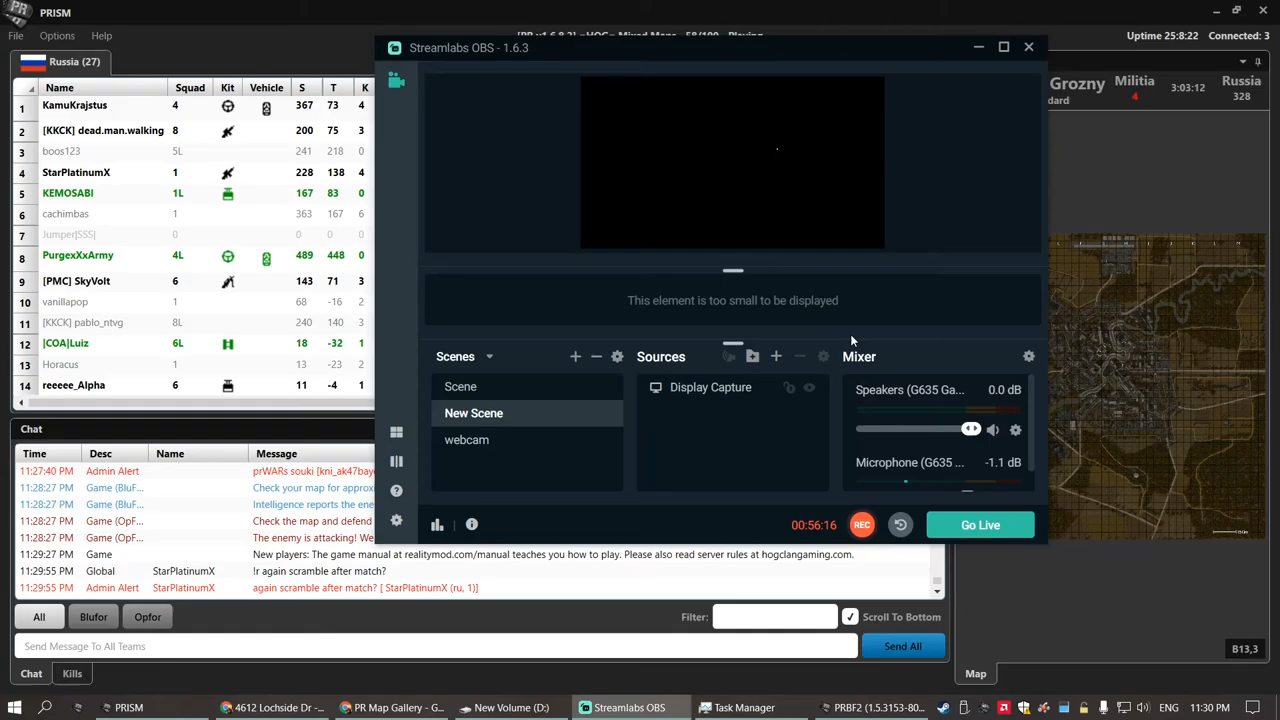 PRISM
File Options Help
[PR v1.6.8.2] =HOG= Mixed Maps - 58/100 - Playing
Uptime 25:8:22 Connected: 3
Russia (27)
Name Squad Kit Vehicle S T K
1 KamuKrajstus 4 367 73 4
2 [KKCK] dead.man.walking 8 200 75 3
3 boos123 5L 241 218 0
4 StarPlatinumX 1 228 138 4
5 KEMOSABI 1L 167 83 0
6 cachimbas 1 363 167 6
7 Jumper|SSS| 0 0 0 0
8 PurgexXxArmy 4L 489 448 0
9 [PMC] SkyVolt 6 143 71 3
10 vanillapop 1 68 -16 2
11 [KKCK] pablo_ntvg 8L 240 140 3
12 |COA|Luiz 6L 18 -32 1
13 Horacus 1 14 -23 2
14 reeeee_Alpha 6 11 -4 1
Streamlabs OBS - 1.6.3
This element is too small to be displayed
Scenes
Scene
New Scene
webcam
Sources
Display Capture
Mixer
Speakers (G635 Ga... 0.0 dB
Microphone (G635 ... -1.1 dB
00:56:16 REC Go Live
Grozny Militia Russia
dard 4 3:03:12 328
Chat
Time Desc Name Message
11:27:40 PM Admin Alert prWARs souki [kni_ak47bay
11:28:27 PM Game (BluF... Check your map for approx
11:28:27 PM Game (BluF... Intelligence reports the ene
11:28:27 PM Game (OpF... Check the map and defend
11:28:27 PM Game (OpF... The enemy is attacking! We
11:29:27 PM Game New players: The game manual at realitymod.com/manual teaches you how to play. Please also read server rules at hogclangaming.com.
11:29:55 PM Global StarPlatinumX !r again scramble after match?
11:29:55 PM Admin Alert StarPlatinumX again scramble after match? [ StarPlatinumX (ru, 1)]
All Blufor Opfor Filter: Scroll To Bottom
Send Message To All Teams Send All
Chat Kills
B13,3
Map
PRISM 4612 Lochside Dr -... PR Map Gallery - G... New Volume (D:) Streamlabs OBS Task Manager PRBF2 (1.5.3153-80... 11:30 PM